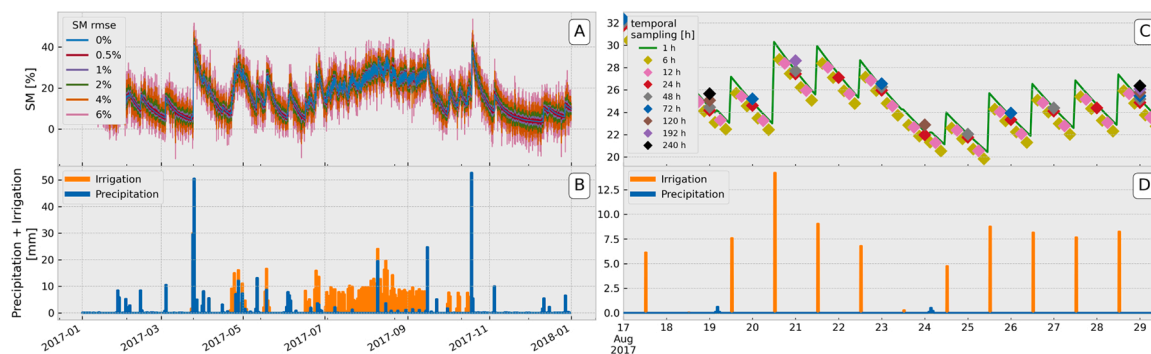 SM rmse
0%
0.5%
1%
2%
4%
6%
A
SM [%]
40
20
0
Irrigation
Precipitation
B
Precipitation + Irrigation
[mm]
50
40
30
20
10
0
2017-01
2017-03
2017-05
2017-07
2017-09
2017-11
2018-01
temporal
sampling [h]
1 h
6 h
12 h
24 h
48 h
72 h
120 h
192 h
240 h
C
32
30
28
26
24
22
20
Irrigation
Precipitation
D
12.5
10.0
7.5
5.0
2.5
0.0
17 19 20 21 22 23 24 25 26 27 28 29
Aug
2017